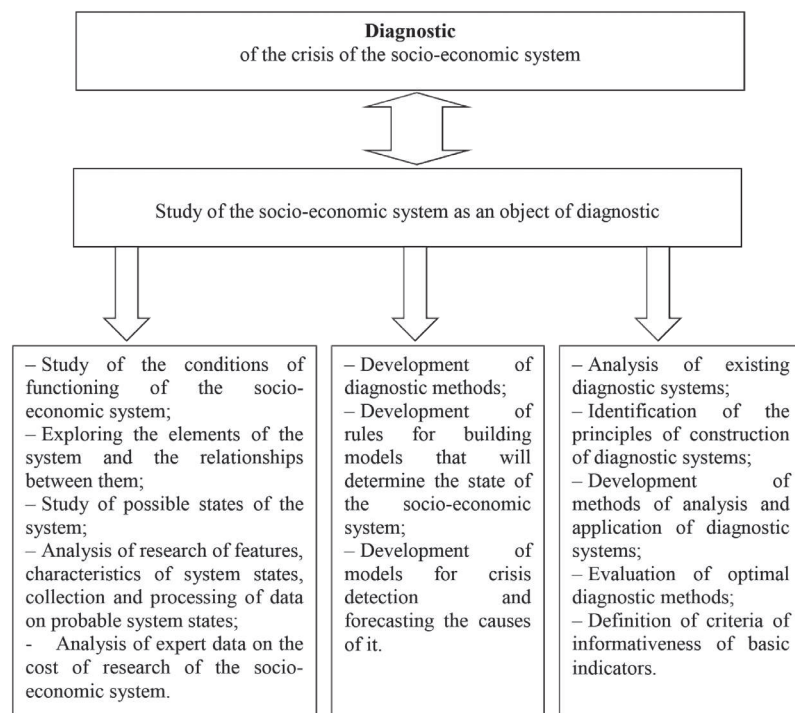 Diagnostic
of the crisis of the socio-economic system
Study of the socio-economic system as an object of diagnostic
– Study of the conditions of
functioning of the socio-
economic system;
– Exploring the elements of the
system and the relationships
between them;
– Study of possible states of the
system;
– Analysis of research of features,
characteristics of system states,
collection and processing of data
on probable system states;
- Analysis of expert data on the
cost of research of the socio-
economic system.
– Development of
diagnostic methods;
– Development of
rules for building
models that will
determine the state of
the socio-economic
system;
– Development of
models for crisis
detection and
forecasting the causes
of it.
– Analysis of existing
diagnostic systems;
– Identification of the
principles of construction
of diagnostic systems;
– Development of
methods of analysis and
application of diagnostic
systems;
– Evaluation of optimal
diagnostic methods;
– Definition of criteria of
informativeness of basic
indicators.